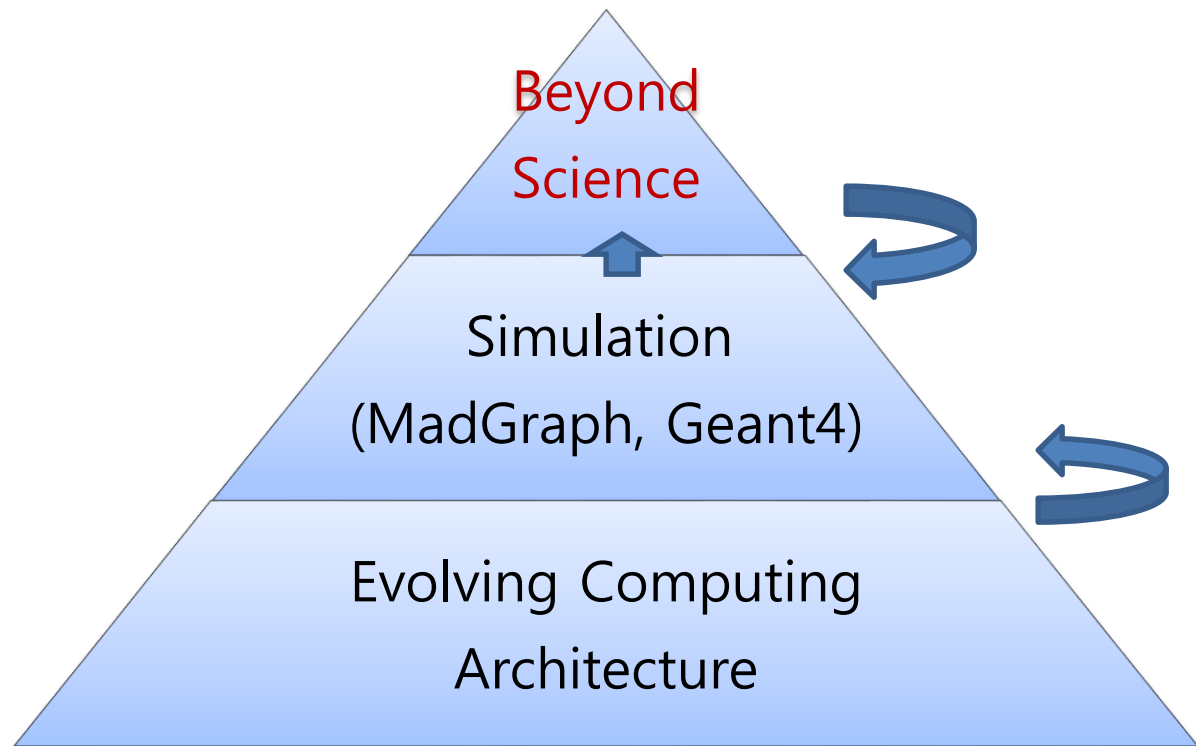 Beyond
Science
Simulation
(MadGraph, Geant4)
Evolving Computing
Architecture